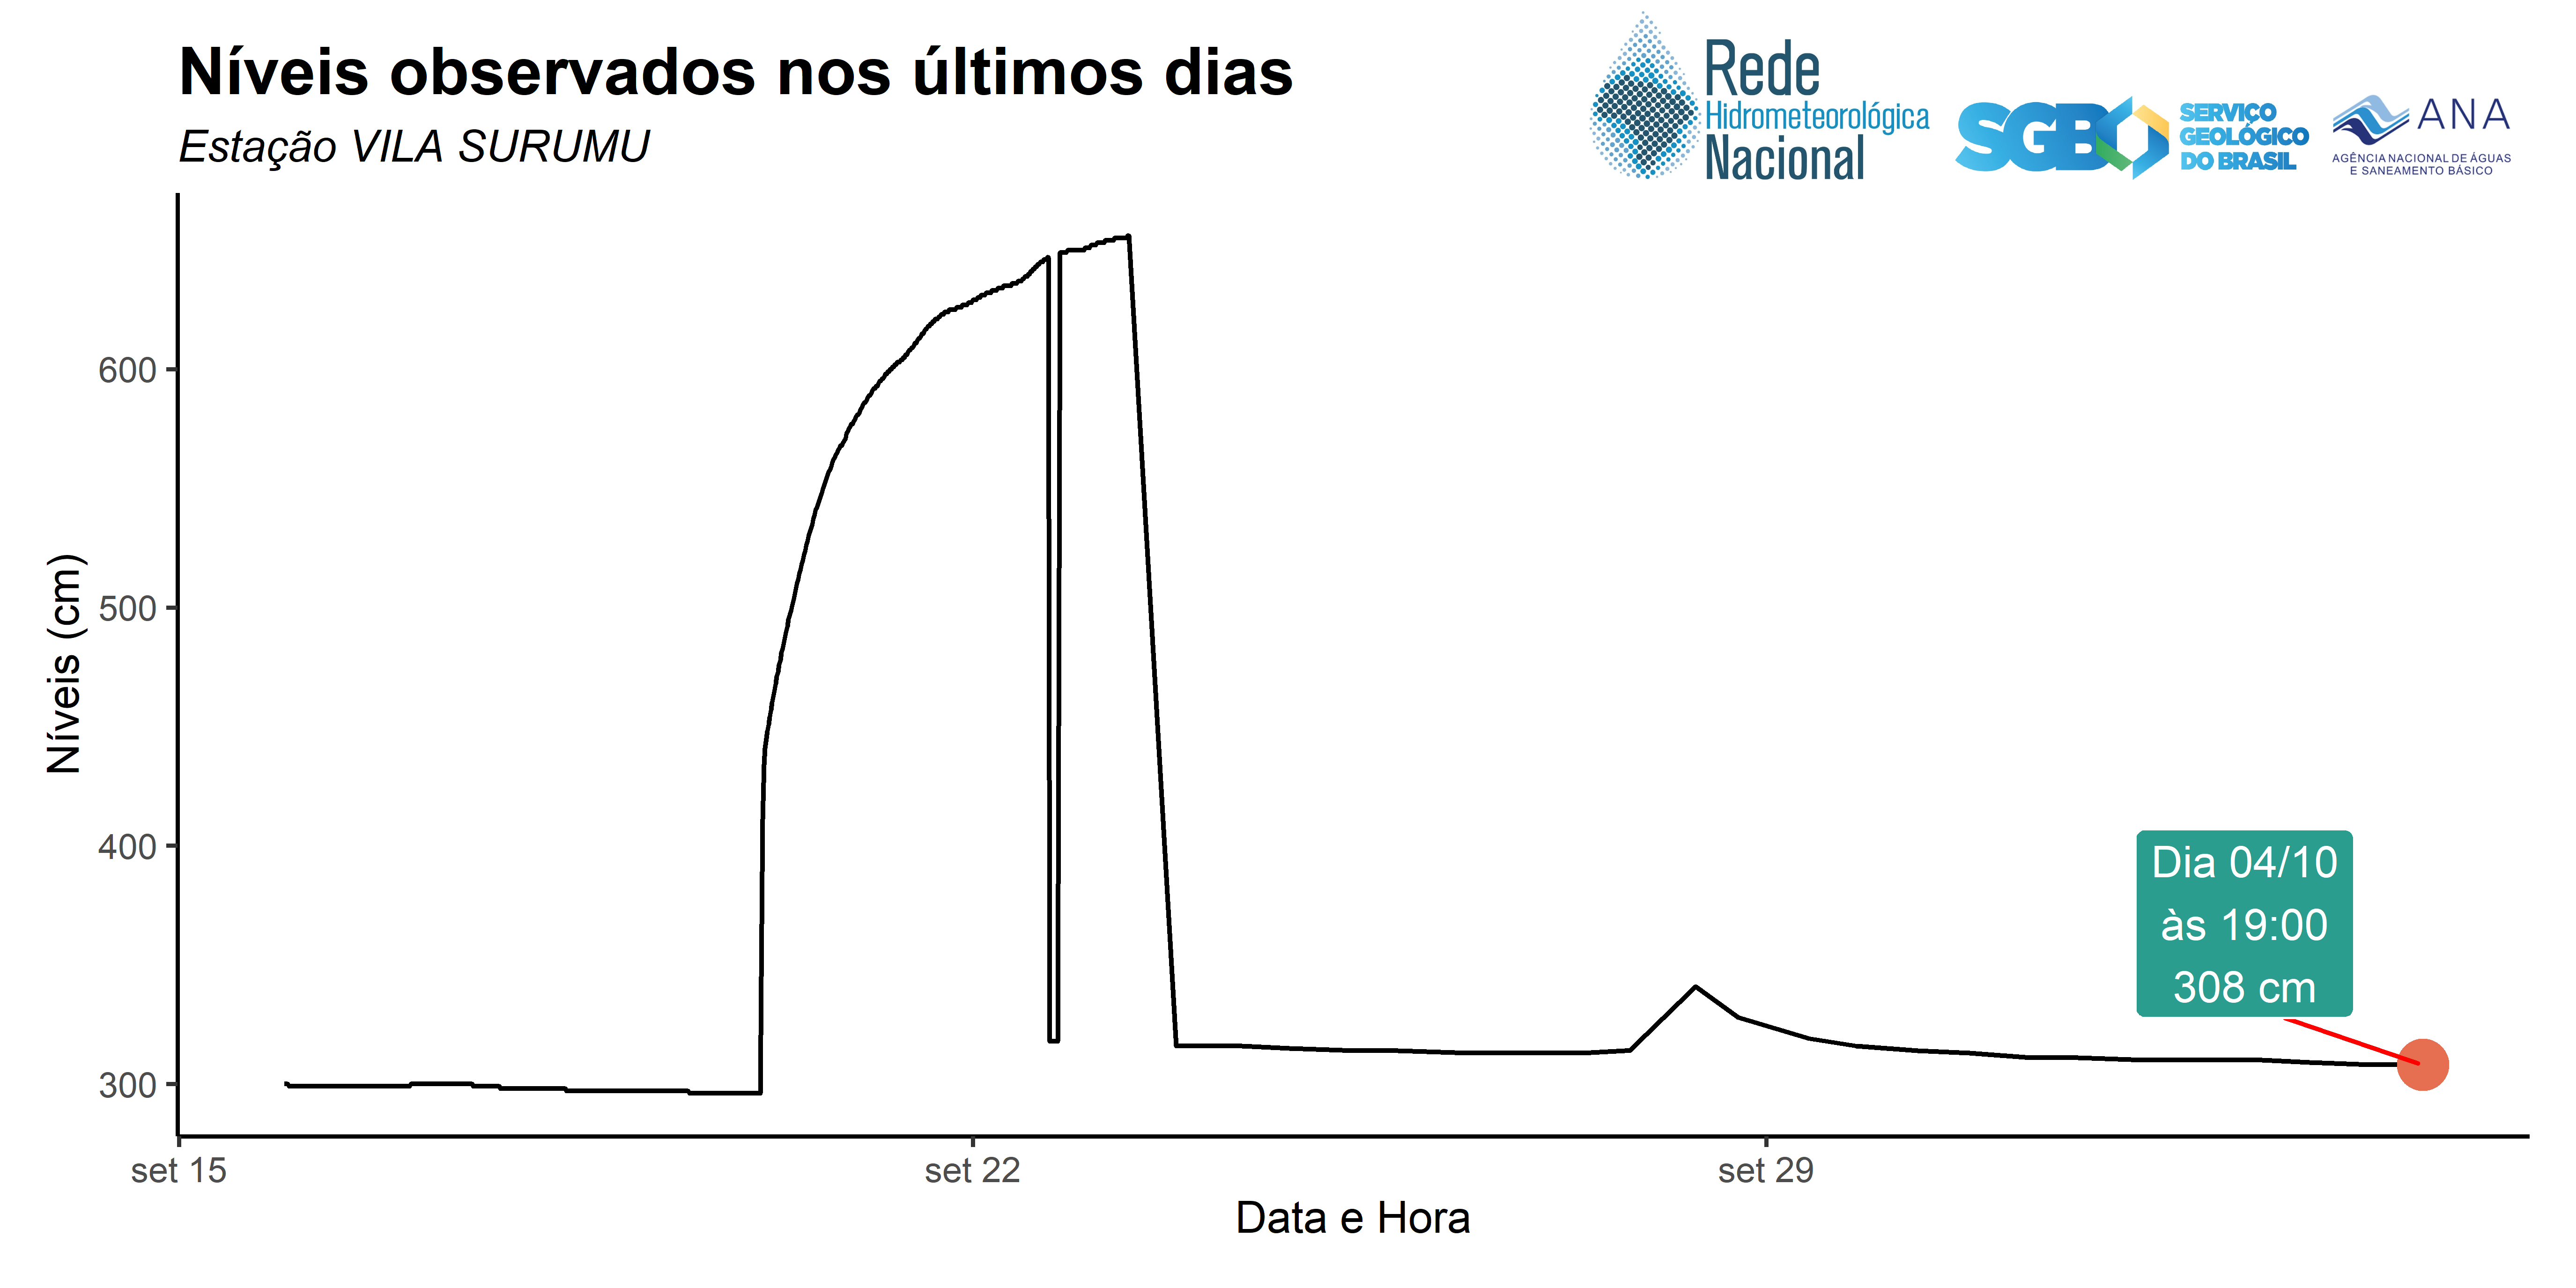 Níveis observados nos últimos dias
Estação VILA SURUMU
Rede
Hidrometeorológica
Nacional
SGB
SERVIÇO
GEOLÓGICO
DO BRASIL
ANA
AGÊNCIA NACIONAL DE ÁGUAS
E SANEAMENTO BÁSICO
Níveis (cm)
600
500
400
300
Dia 04/10
às 19:00
308 cm
set 15
set 22
set 29
Data e Hora